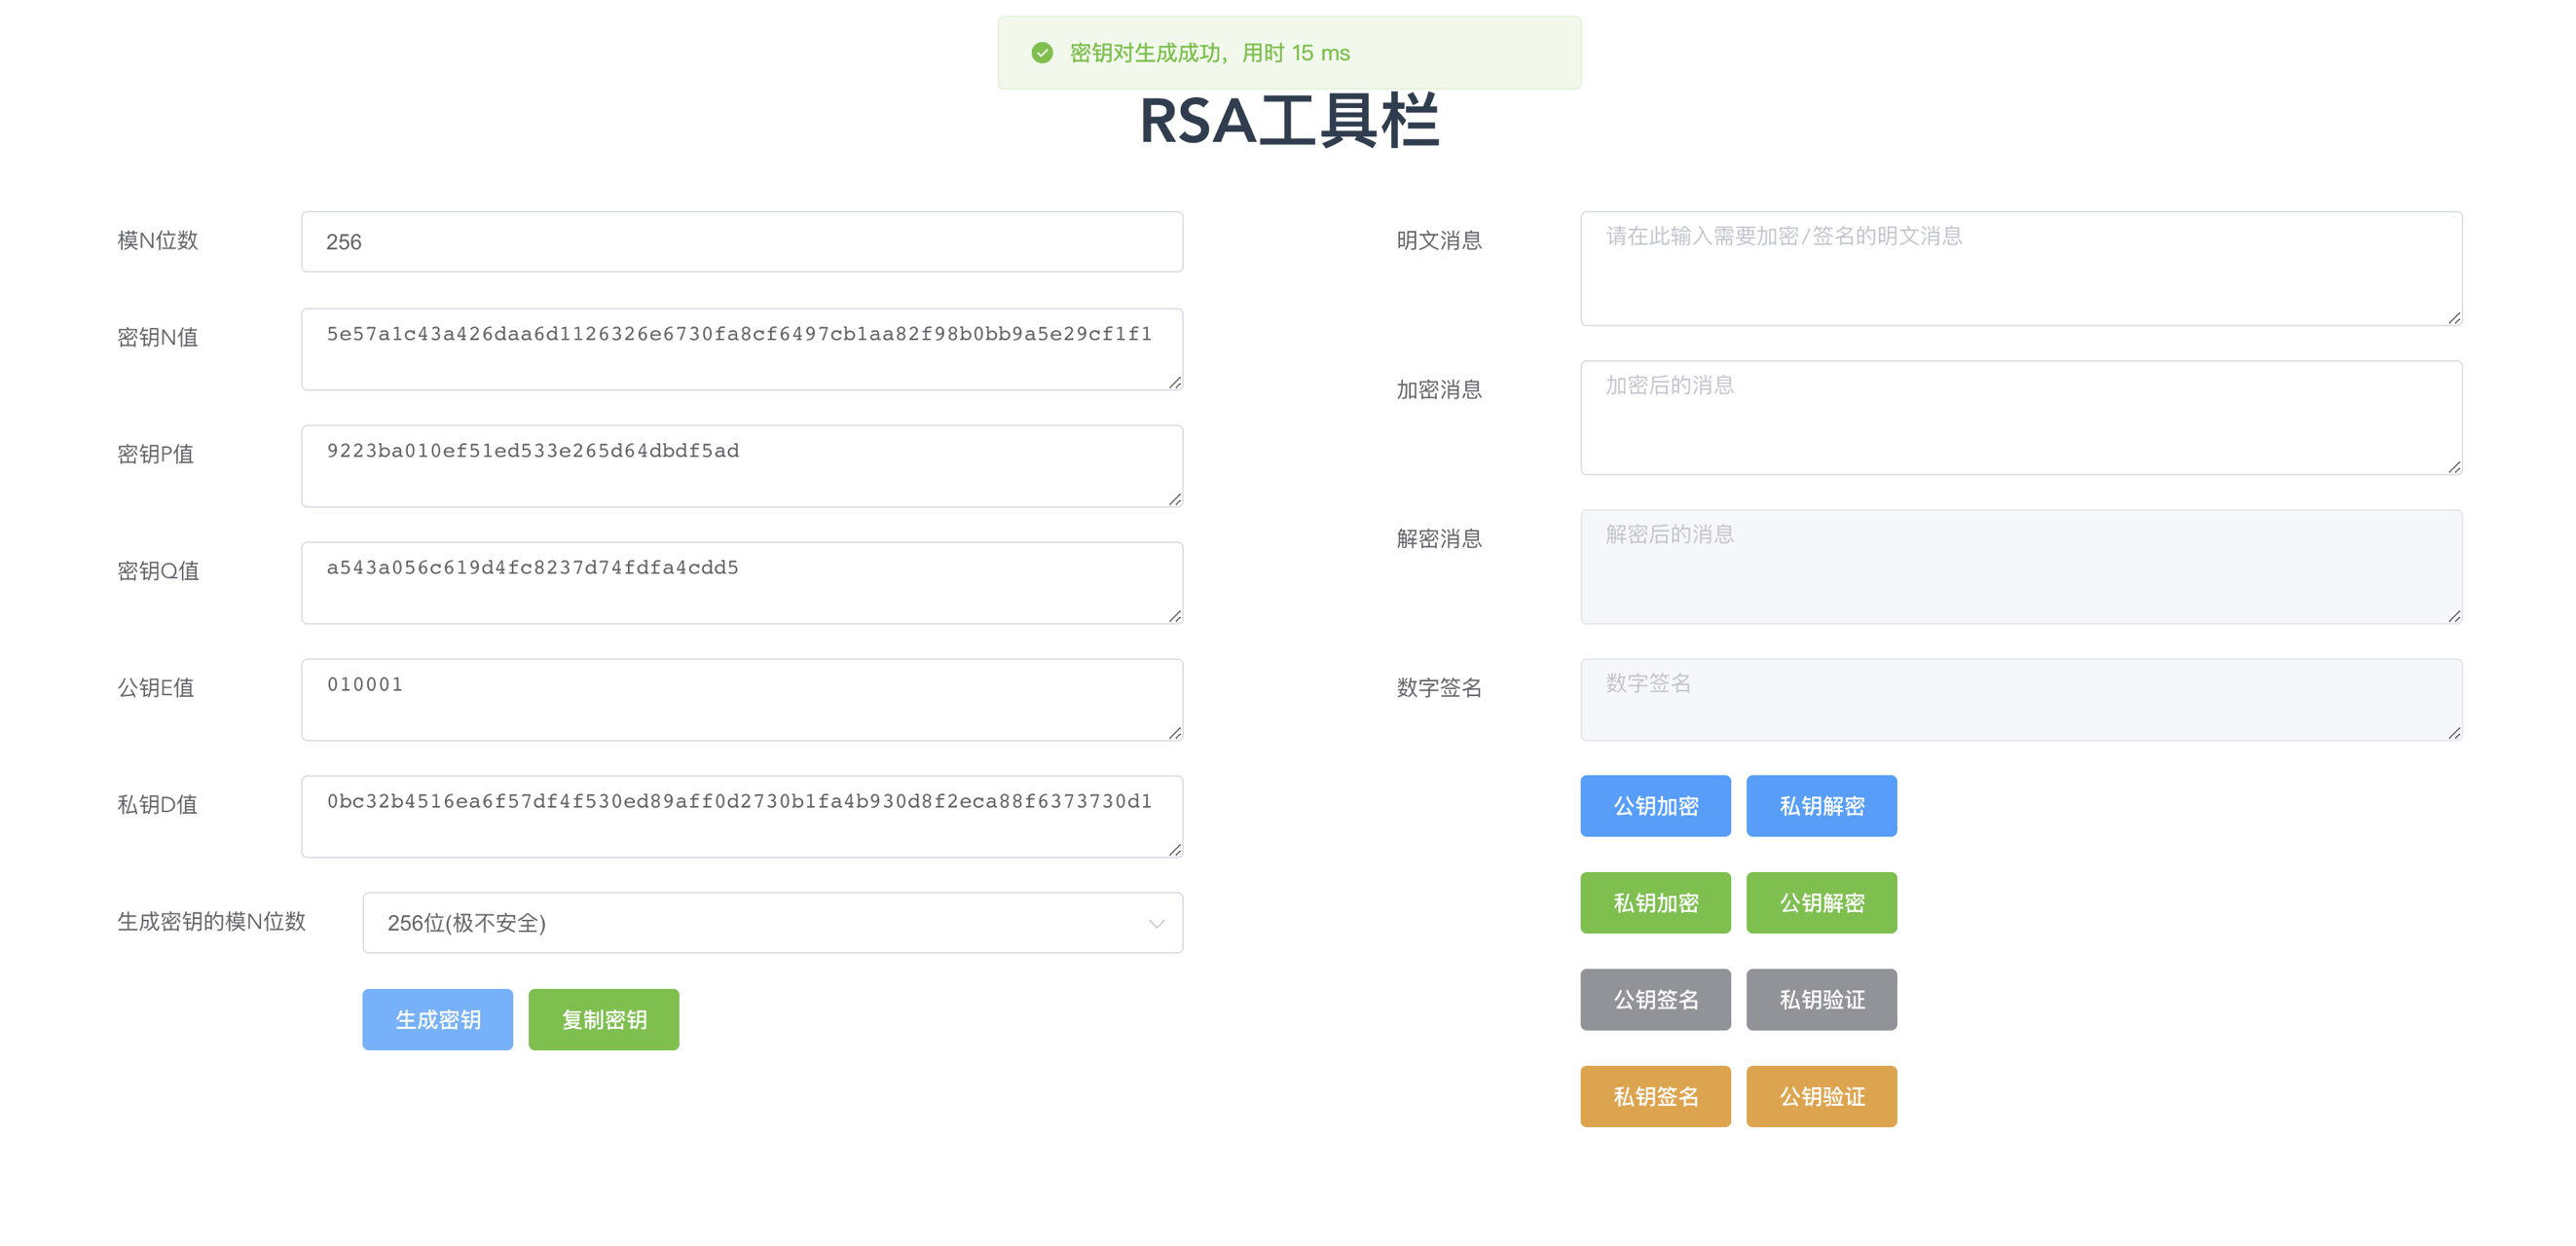 密钥对生成成功，用时 15 ms
RSA工具栏
模N位数
256
密钥N值
5e57a1c43a426daa6d1126326e6730fa8cf6497cb1aa82f98b0bb9a5e29cf1f1
密钥P值
9223ba010ef51ed533e265d64dbdf5ad
密钥Q值
a543a056c619d4fc8237d74fdfa4cdd5
公钥E值
010001
私钥D值
0bc32b4516ea6f57df4f530ed89aff0d2730b1fa4b930d8f2eca88f6373730d1
生成密钥的模N位数
256位(极不安全)
生成密钥
复制密钥
明文消息
请在此输入需要加密/签名的明文消息
加密消息
加密后的消息
解密消息
解密后的消息
数字签名
数字签名
公钥加密
私钥解密
私钥加密
公钥解密
公钥签名
私钥验证
私钥签名
公钥验证